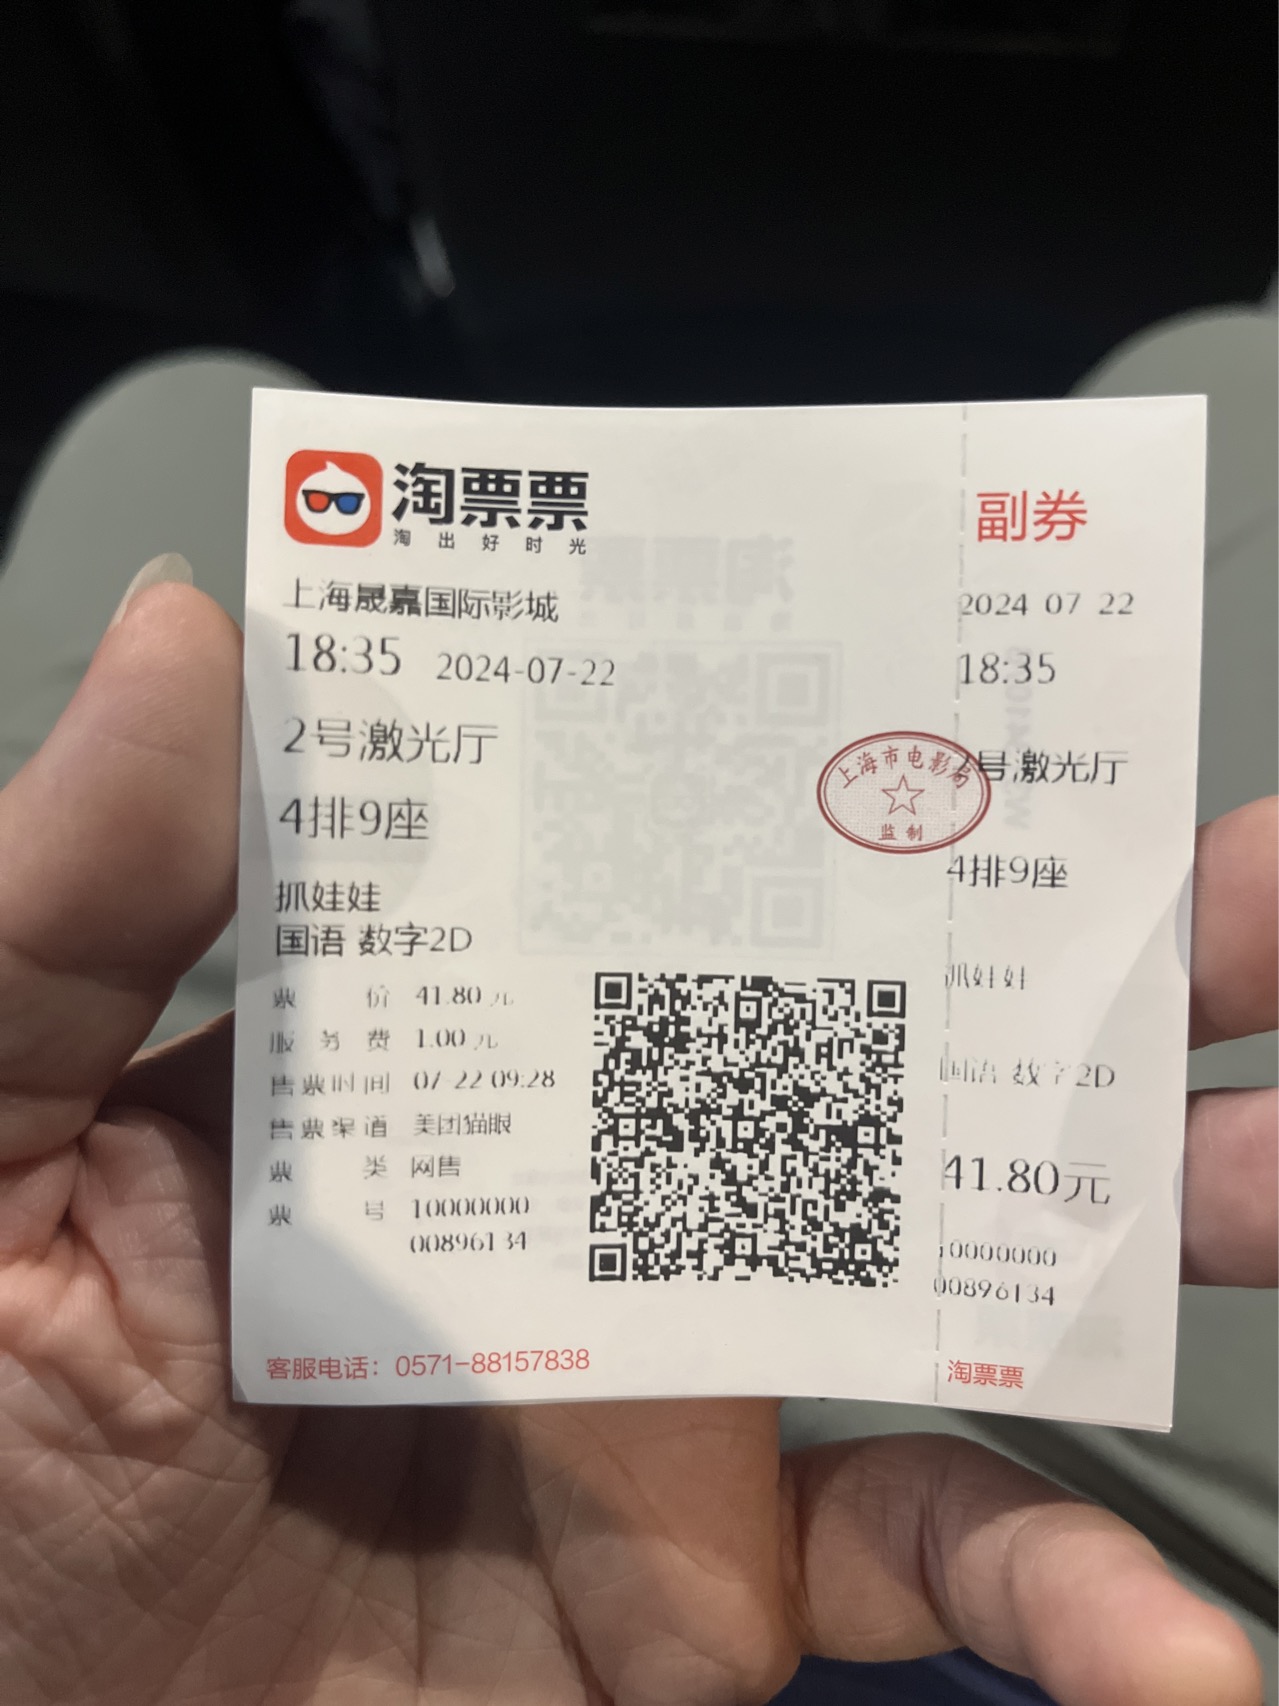 淘票票
淘出好时光
上海晟嘉国际影城
18:35 2024-07-22
2号激光厅
4排9座
抓娃娃
国语 数字2D
票价 41.80元
服务费 1.00元
售票时间 07-22 09:28
售票渠道 美团猫眼
票类 网售
票号 10000000
00896134
客服电话：0571-88157838
上海市电影局
监制
副券
2024 07 22
18:35
2号激光厅
4排9座
抓娃娃
国语 数字2D
41.80元
10000000
00896134
淘票票